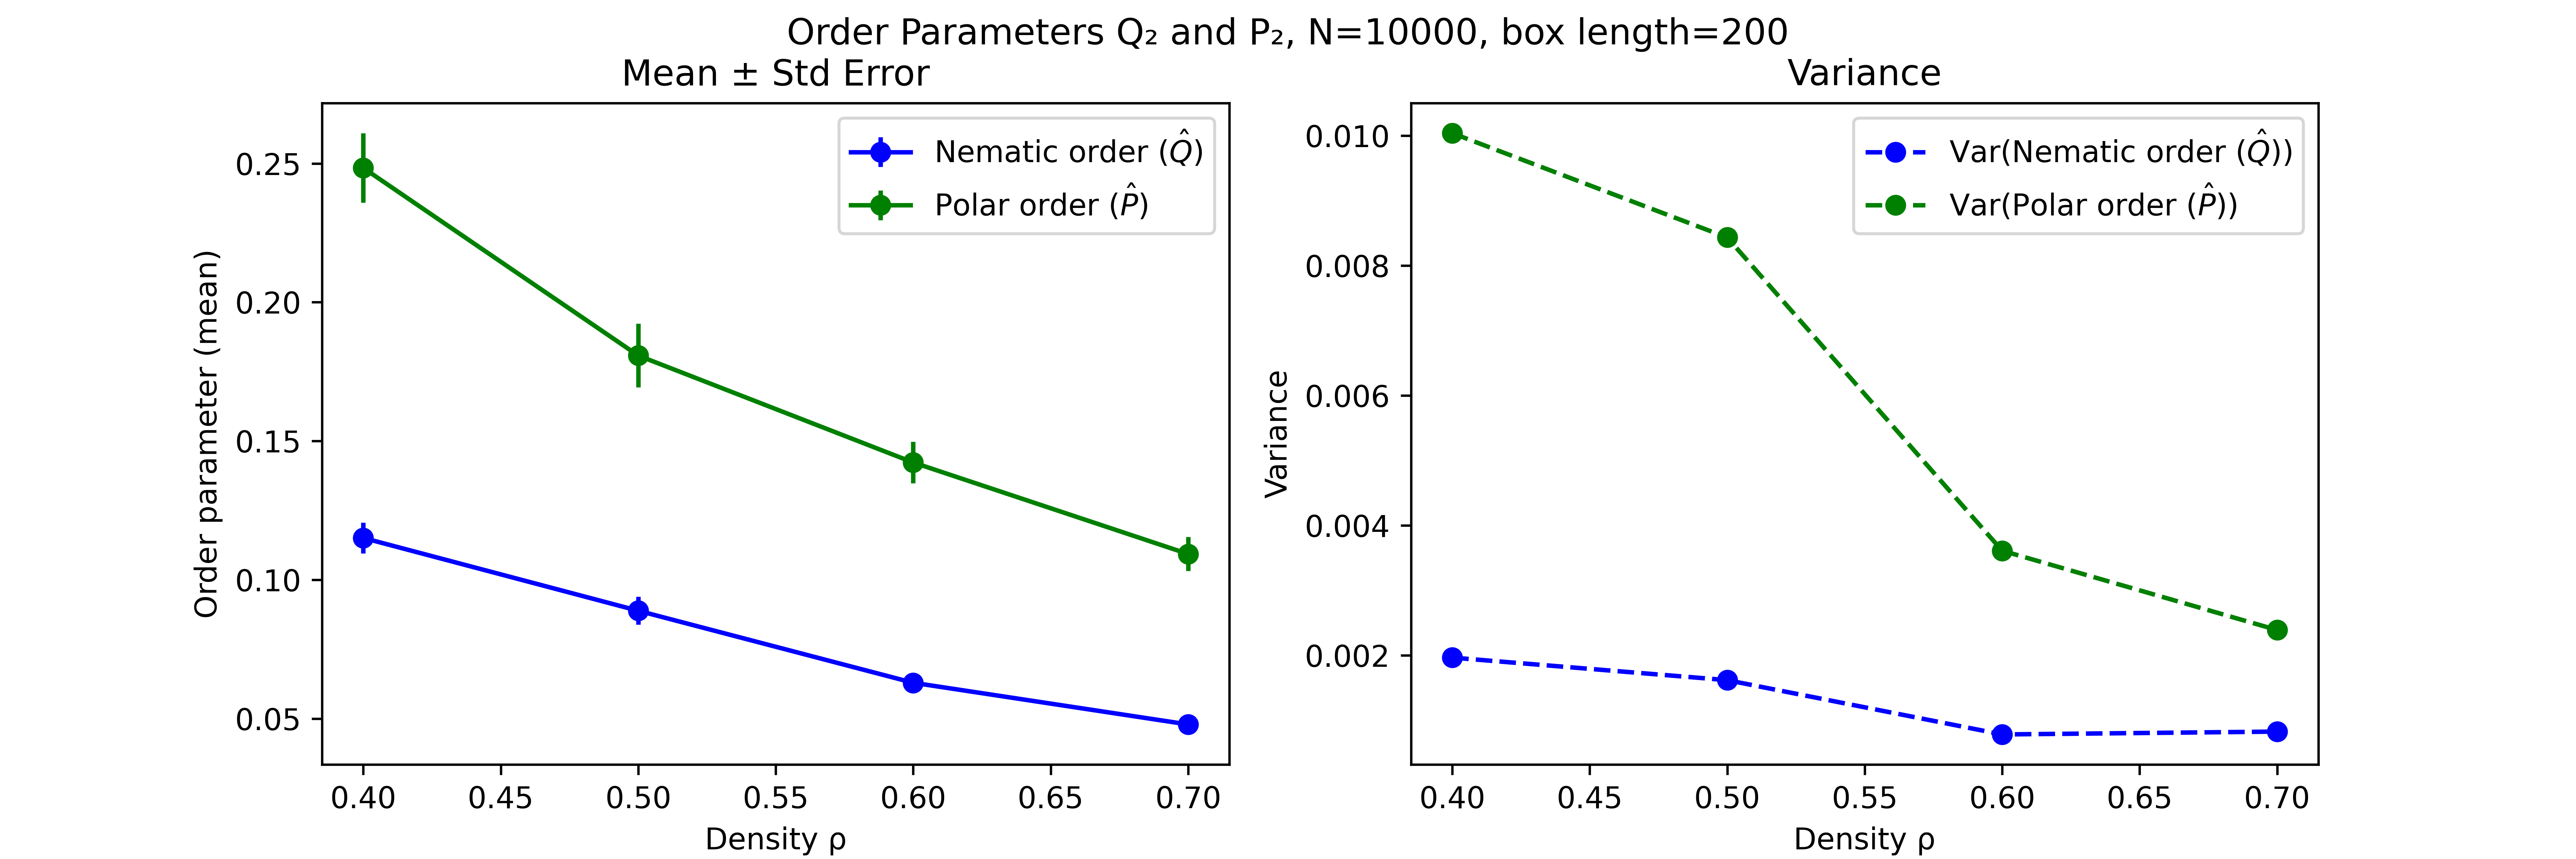 Order Parameters Q₂ and P₂, N=10000, box length=200
Mean ± Std Error
Order parameter (mean)
0.25
0.20
0.15
0.10
0.05
Nematic order (Q̂)
Polar order (P̂)
0.40 0.45 0.50 0.55 0.60 0.65 0.70
Density ρ
Variance
Variance
0.010
0.008
0.006
0.004
0.002
Var(Nematic order (Q̂))
Var(Polar order (P̂))
0.40 0.45 0.50 0.55 0.60 0.65 0.70
Density ρ